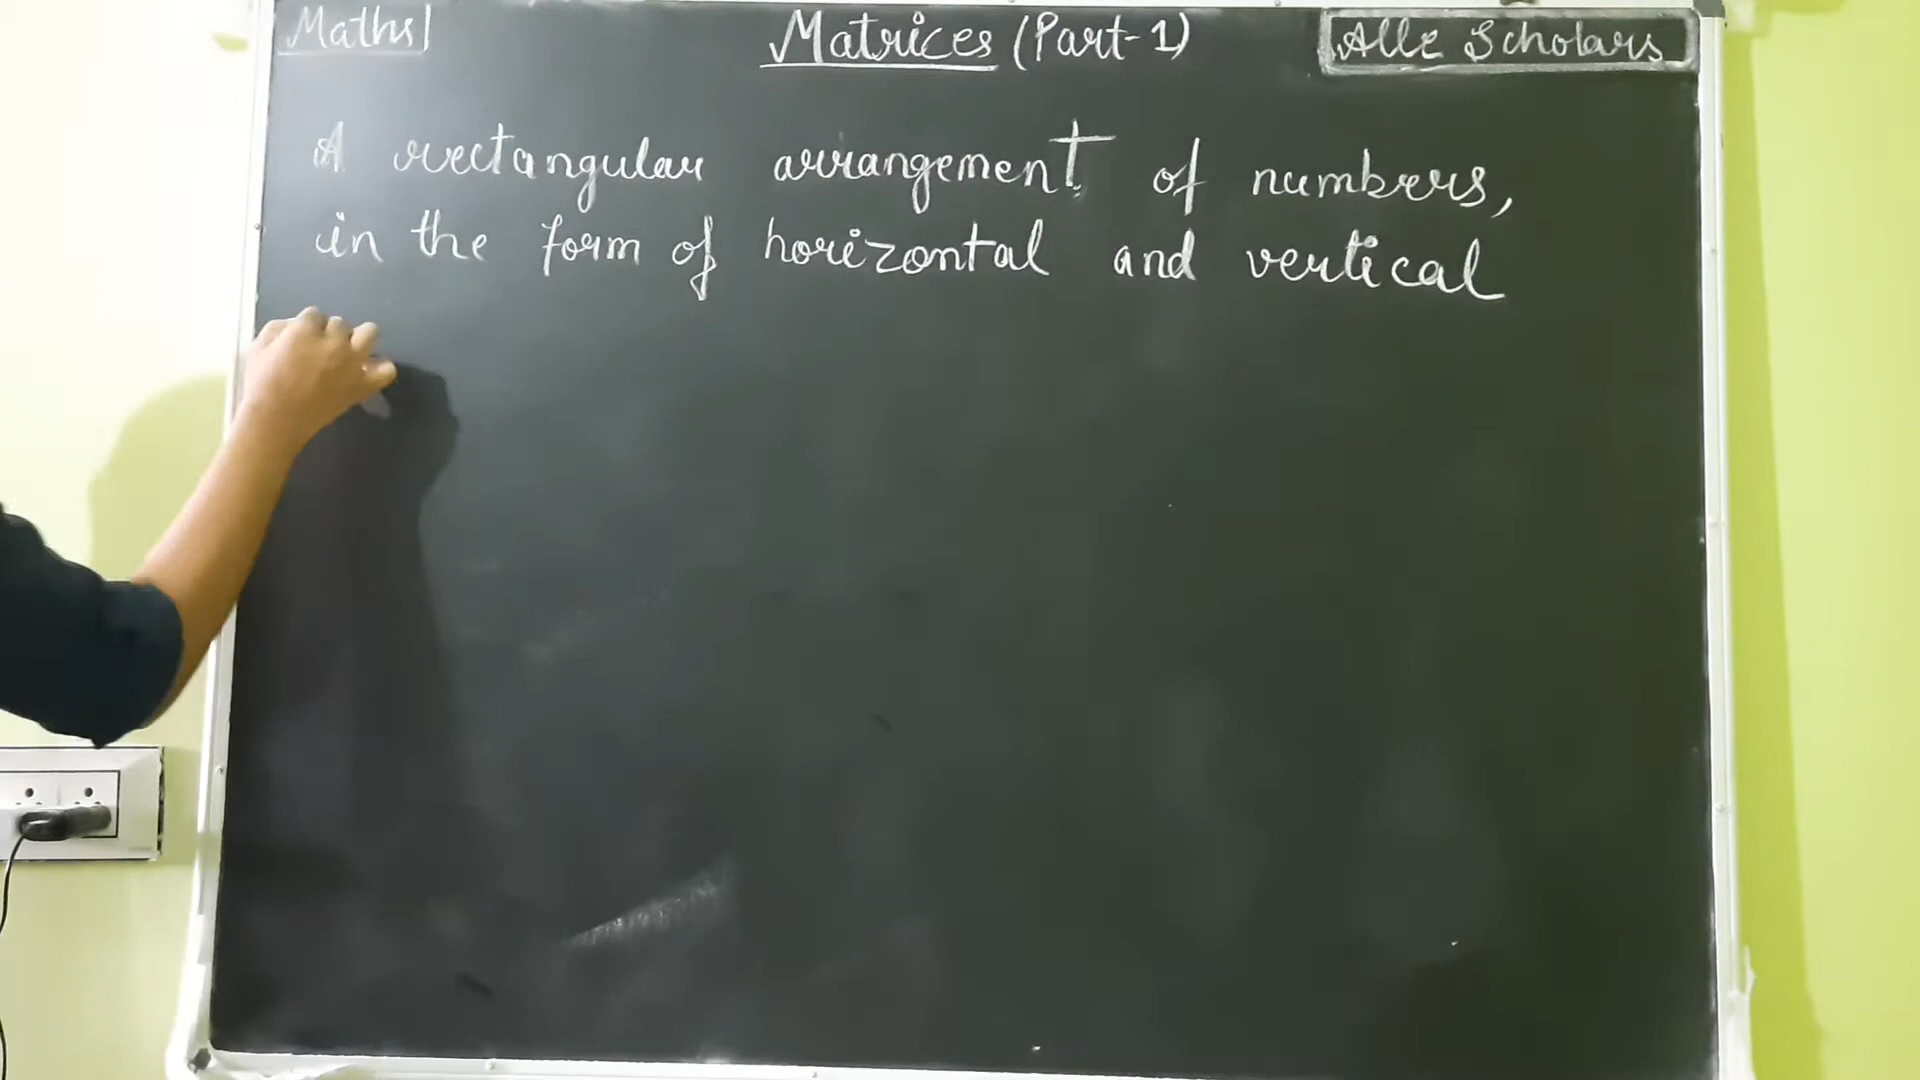 Maths Matrices (Part-1) Alle Scholars
A rectangular arrangement of numbers,
in the form of horizontal and vertical